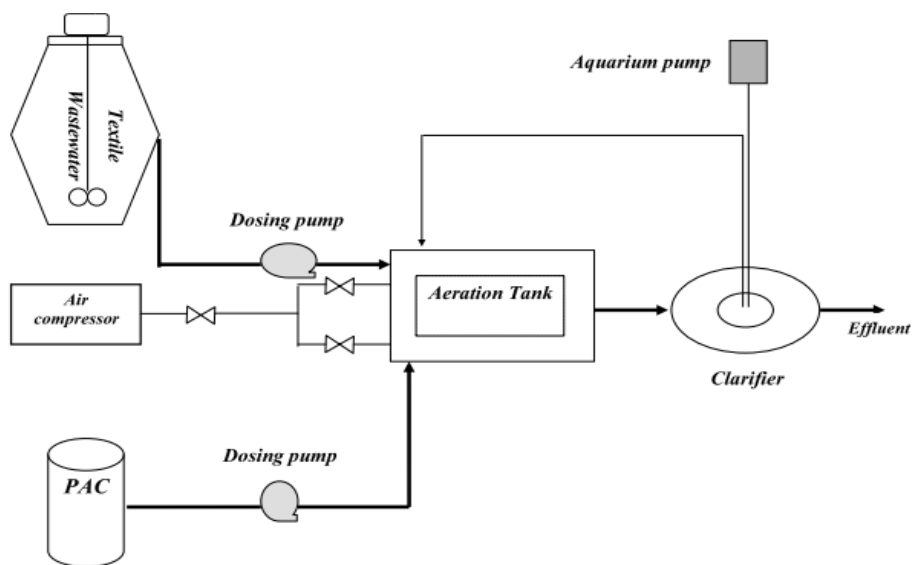 Textile
Wastewater
Aquarium pump
Dosing pump
Air
compressor
Aeration Tank
Effluent
Clarifier
Dosing pump
PAC